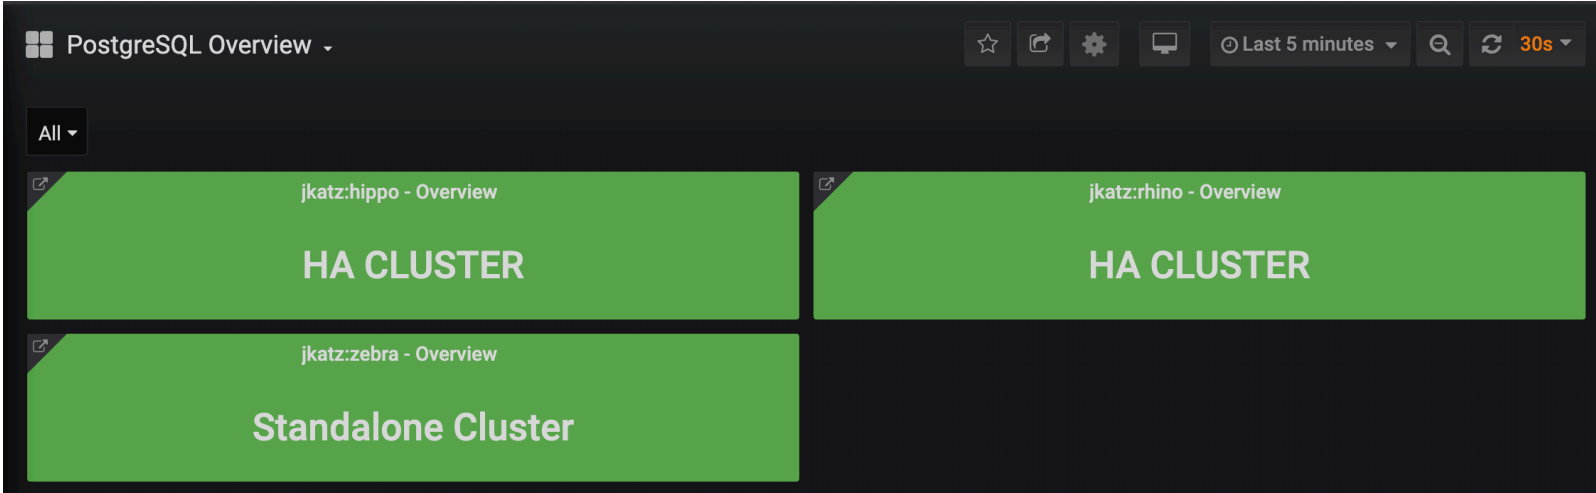 PostgreSQL Overview
Last 5 minutes
30s
All
jkatz:hippo - Overview
HA CLUSTER
jkatz:rhino - Overview
HA CLUSTER
jkatz:zebra - Overview
Standalone Cluster